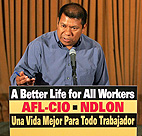 A Better Life for All Workers
AFL-CIO ▪ NDLON
Una Vida Mejor Para Todo Trabajador